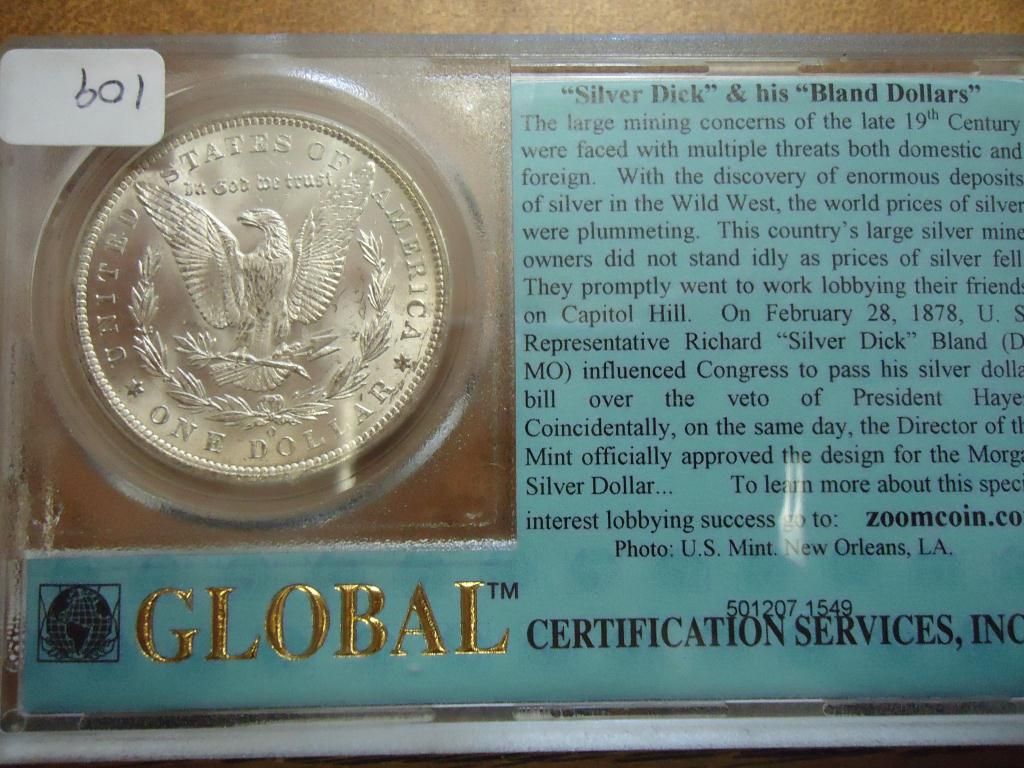 601
UNITED STATES OF AMERICA
In God we trust
ONE DOLLAR
O
“Silver Dick” & his “Bland Dollars”
The large mining concerns of the late 19th Century
were faced with multiple threats both domestic and
foreign. With the discovery of enormous deposits
of silver in the Wild West, the world prices of silver
were plummeting. This country’s large silver mine
owners did not stand idly as prices of silver fell
They promptly went to work lobbying their friends
on Capitol Hill. On February 28, 1878, U. S
Representative Richard “Silver Dick” Bland (D
MO) influenced Congress to pass his silver dolla
bill over the veto of President Haye
Coincidentally, on the same day, the Director of th
Mint officially approved the design for the Morga
Silver Dollar... To learn more about this speci
interest lobbying success go to: zoomcoin.co
Photo: U.S. Mint. New Orleans, LA.
GLOBAL™
501207 1549
CERTIFICATION SERVICES, INC